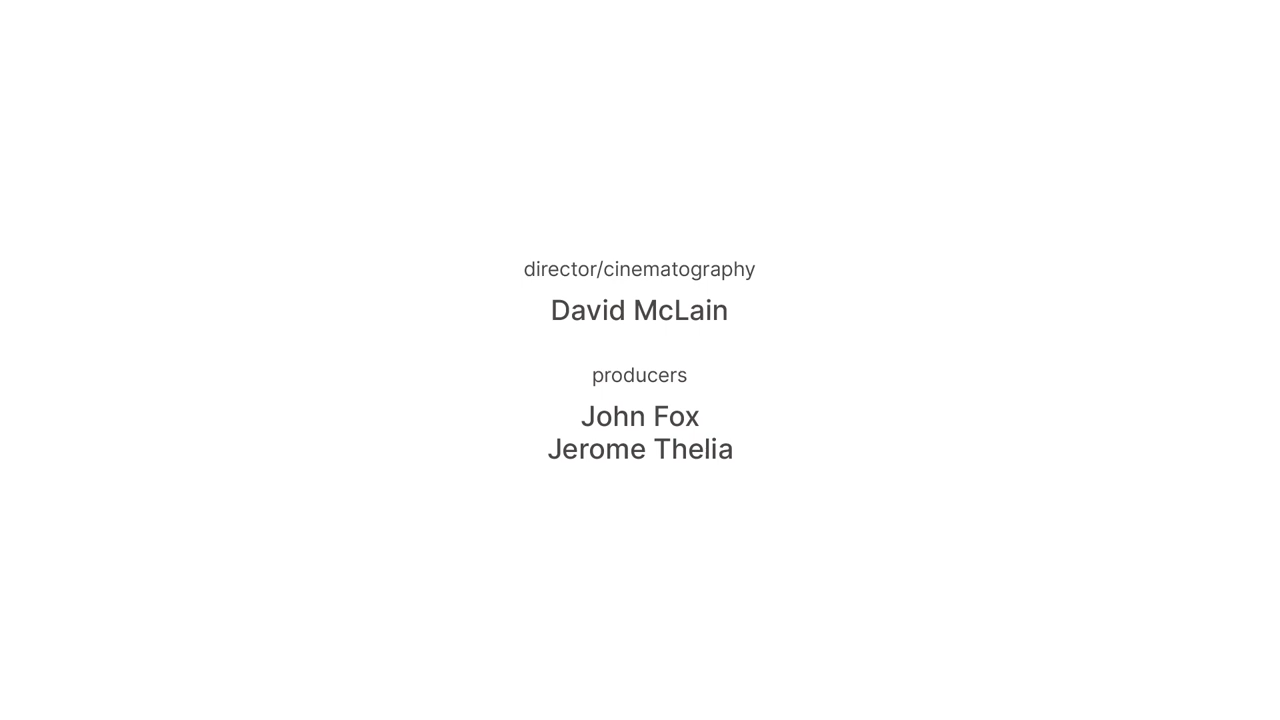 director/cinematography
David McLain
producers
John Fox
Jerome Thelia